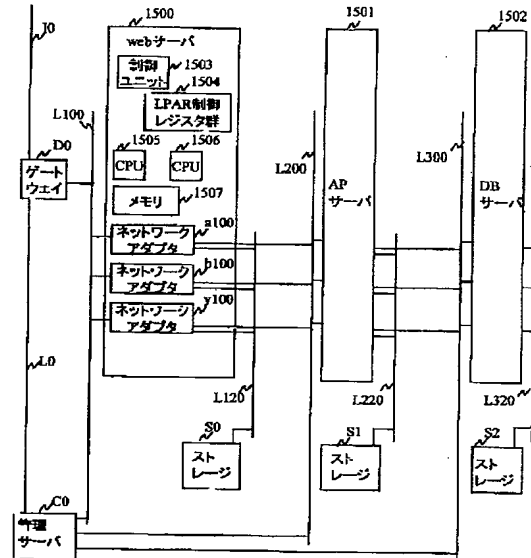 I0
1500
1501
1502
webサーバ
制御
ユニット
1503
1504
LPAR制御
レジスタ群
L100
1505
1506
D0
CPU
CPU
L200
L300
ゲート
ウェイ
メモリ
1507
AP
サーバ
DB
サーバ
ネットワーク
アダプタ
a100
ネットワーク
アダプタ
b100
ネットワーク
アダプタ
y100
L0
L120
L220
L320
S0
S1
S2
ストレージ
ストレージ
ストレージ
C0
管理
サーバ